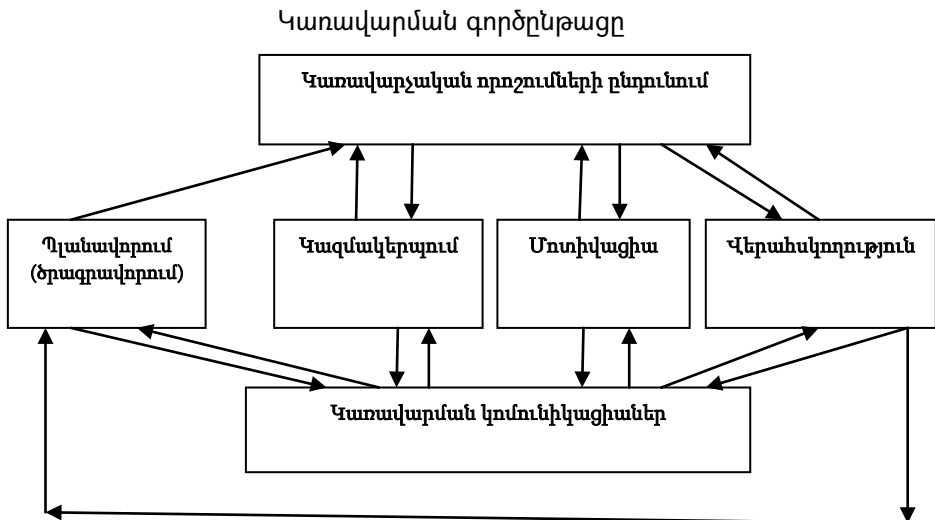 Կառավարման գործընթացը
Կառավարչական որոշումների ընդունում
Պլանավորում
(ծրագրավորում)
Կազմակերպում
Մոտիվացիա
Վերահսկողություն
Կառավարման կոմունիկացիաներ